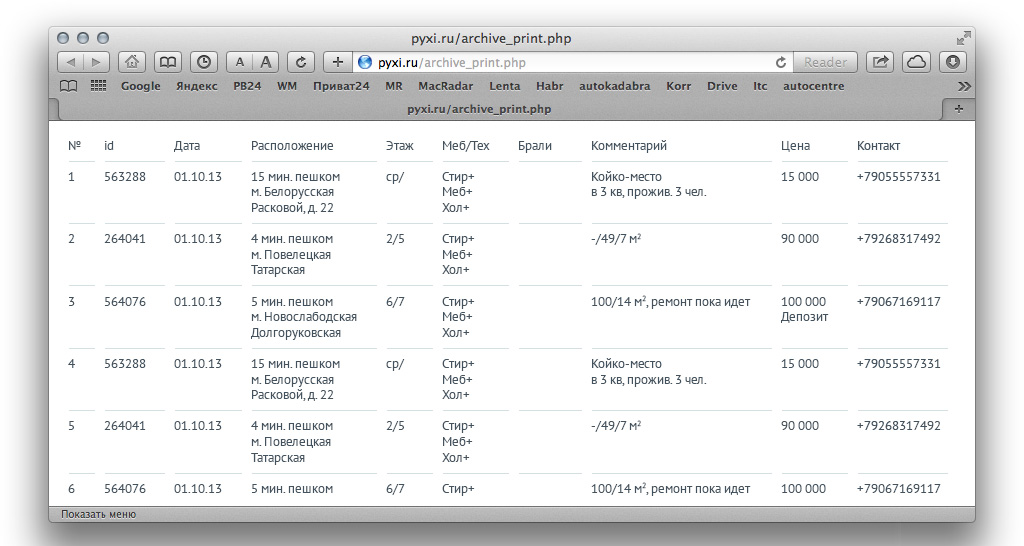 pyxi.ru/archive_print.php
A A pyxi.ru/archive_print.php Reader
Google Яндекс PB24 WM Приват24 MR MacRadar Lenta Habr autokadabra Korr Drive Itc autocentre
pyxi.ru/archive_print.php
№ id Дата Расположение Этаж Меб/Тех Брали Комментарий Цена Контакт
1 563288 01.10.13 15 мин. пешком ср/ Стир+ Койко-место 15 000 +79055557331
м. Белорусская Меб+ в 3 кв, прожив. 3 чел.
Расковой, д. 22 Хол+
2 264041 01.10.13 4 мин. пешком 2/5 Стир+ -/49/7 м² 90 000 +79268317492
м. Повелецкая Меб+
Татарская Хол+
3 564076 01.10.13 5 мин. пешком 6/7 Стир+ 100/14 м², ремонт пока идет 100 000 +79067169117
м. Новослабодская Меб+ Депозит
Долгоруковская Хол+
4 563288 01.10.13 15 мин. пешком ср/ Стир+ Койко-место 15 000 +79055557331
м. Белорусская Меб+ в 3 кв, прожив. 3 чел.
Расковой, д. 22 Хол+
5 264041 01.10.13 4 мин. пешком 2/5 Стир+ -/49/7 м² 90 000 +79268317492
м. Повелецкая Меб+
Татарская Хол+
6 564076 01.10.13 5 мин. пешком 6/7 Стир+ 100/14 м², ремонт пока идет 100 000 +79067169117
Показать меню